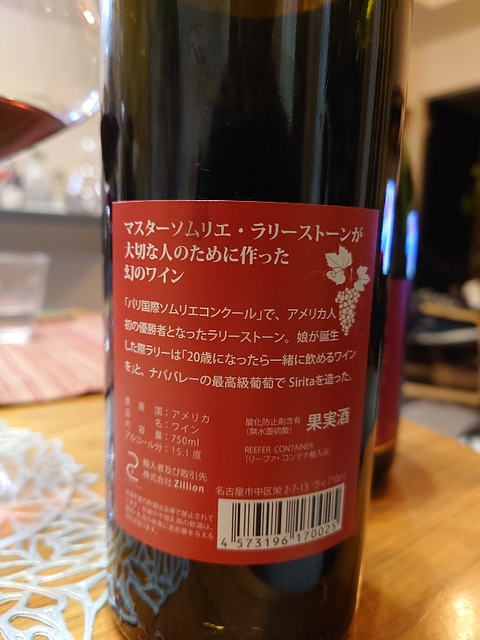 マスターソムリエ・ラリーストーンが
大切な人のために作った
幻のワイン
「パリ国際ソムリエコンクール」で、アメリカ人
初の優勝者となったラリーストーン。娘が誕生
した際ラリーは「20歳になったら一緒に飲めるワイン
を」と、ナパバレーの最高級葡萄で Siritaを造った。
原産国：アメリカ
品名：ワイン
内容量：750ml
アルコール分：15.1度
酸化防止剤含有
(無水亜硫酸)
果実酒
REEFER CONTAINER
(リーファ・コンテナ輸入品)
輸入者及び取引先
株式会社 Zillion
名古屋市中区栄 2-7-13
4 573196 170025